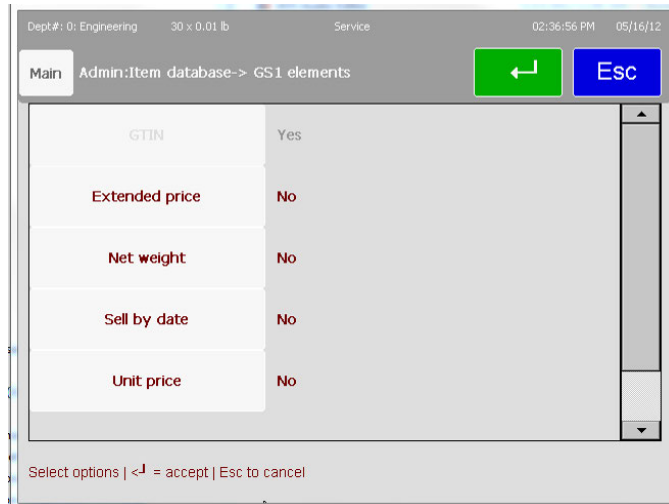 Dept#: 0: Engineering 30 x 0.01 lb Service 02:36:56 PM 05/16/12
Main Admin:Item database-> GS1 elements Esc
GTIN Yes
Extended price No
Net weight No
Sell by date No
Unit price No
Select options | <┘ = accept | Esc to cancel